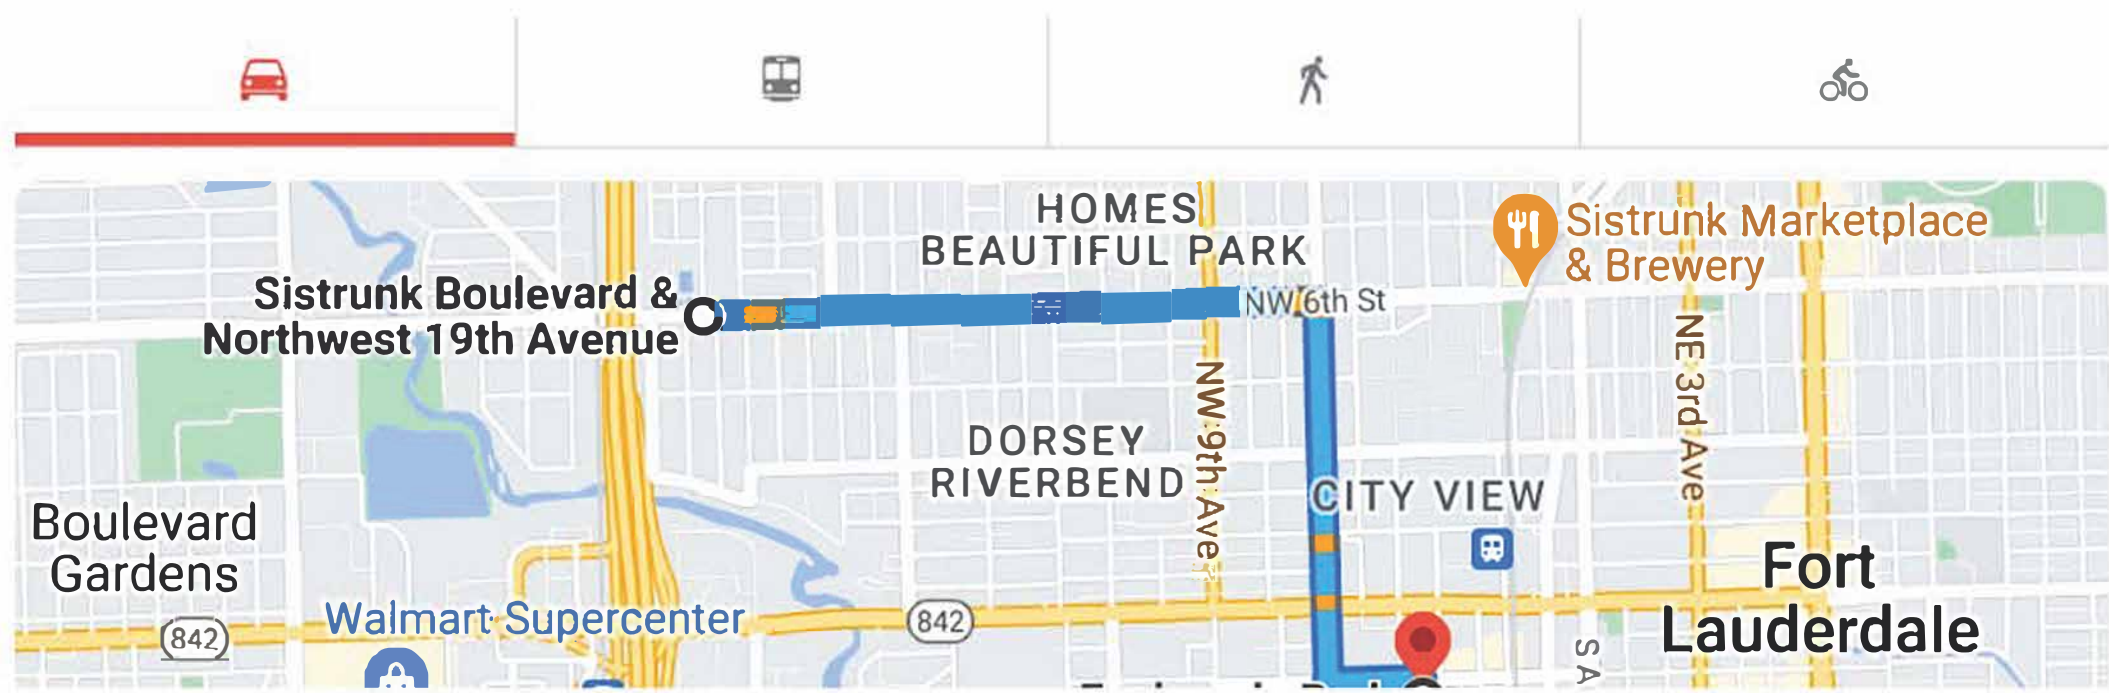 HOMES
BEAUTIFUL PARK
Sistrunk Marketplace
& Brewery
Sistrunk Boulevard &
Northwest 19th Avenue
NW 6th St
NE 3rd Ave
NW 9th Ave
DORSEY
RIVERBEND
CITY VIEW
Boulevard
Gardens
Fort
Lauderdale
Walmart Supercenter
842
842
S A